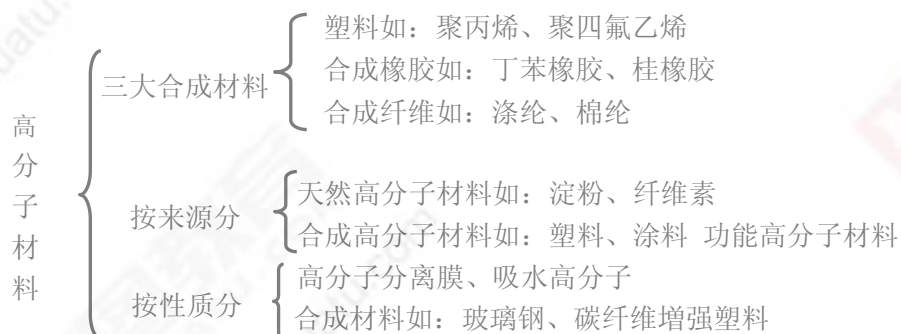 塑料如：聚丙烯、聚四氟乙烯
三大合成材料
合成橡胶如：丁苯橡胶、桂橡胶
合成纤维如：涤纶、棉纶
高分子材料
天然高分子材料如：淀粉、纤维素
按来源分
合成高分子材料如：塑料、涂料 功能高分子材料
高分子分离膜、吸水高分子
按性质分
合成材料如：玻璃钢、碳纤维增强塑料